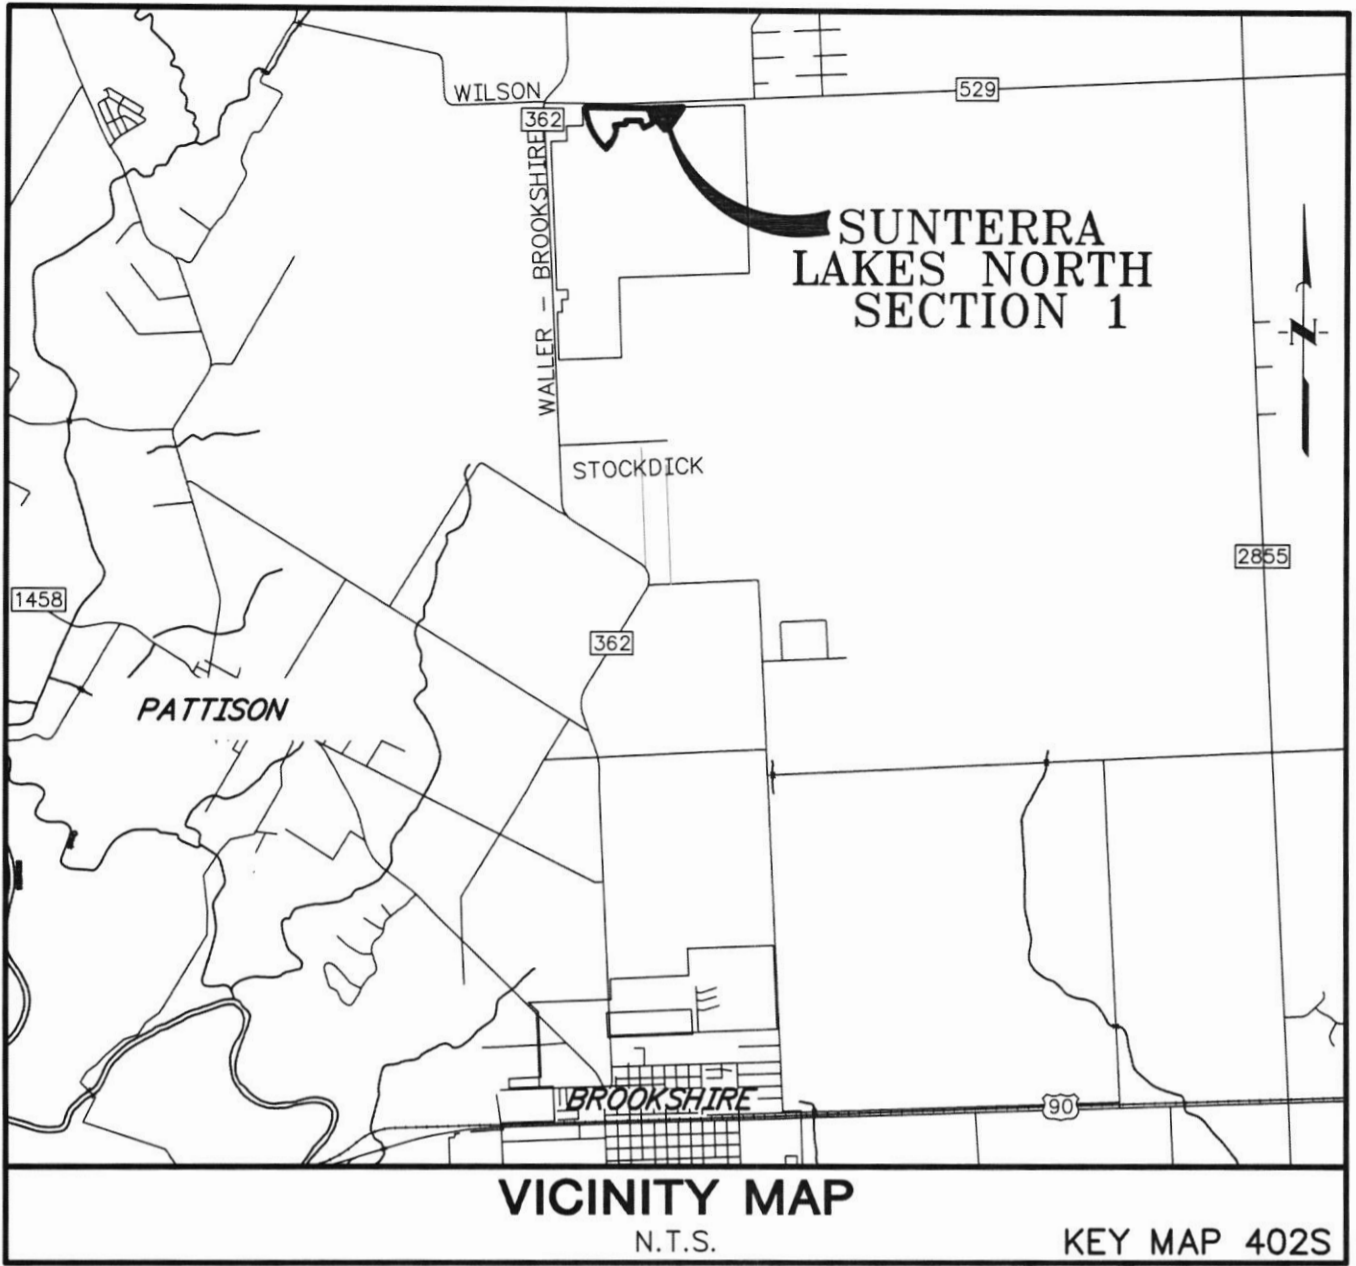 WILSON
529
362
WALLER - BROOKSHIRE
SUNTERRA
LAKES NORTH
SECTION 1
Z
STOCKDICK
2855
1458
362
PATTISON
BROOKSHIRE
90
VICINITY MAP
N.T.S.
KEY MAP 402S